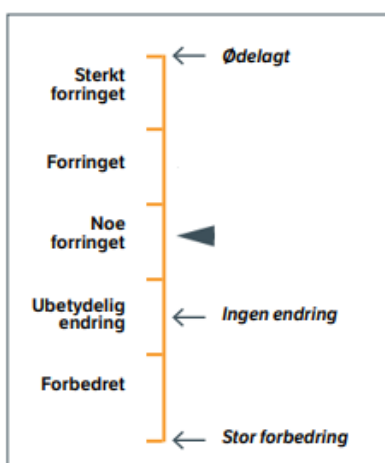 Ødelagt
Sterkt
forringet
Forringet
Noe
forringet
Ubetydelig
endring
Ingen endring
Forbedret
Stor forbedring